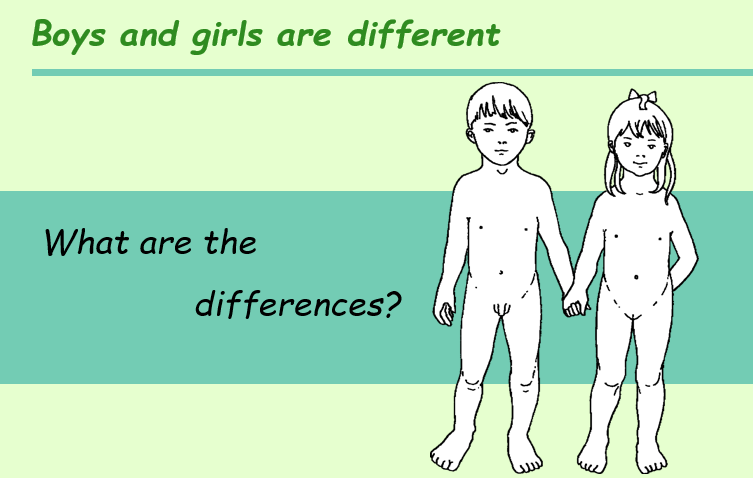 Boys and girls are different
What are the
differences?